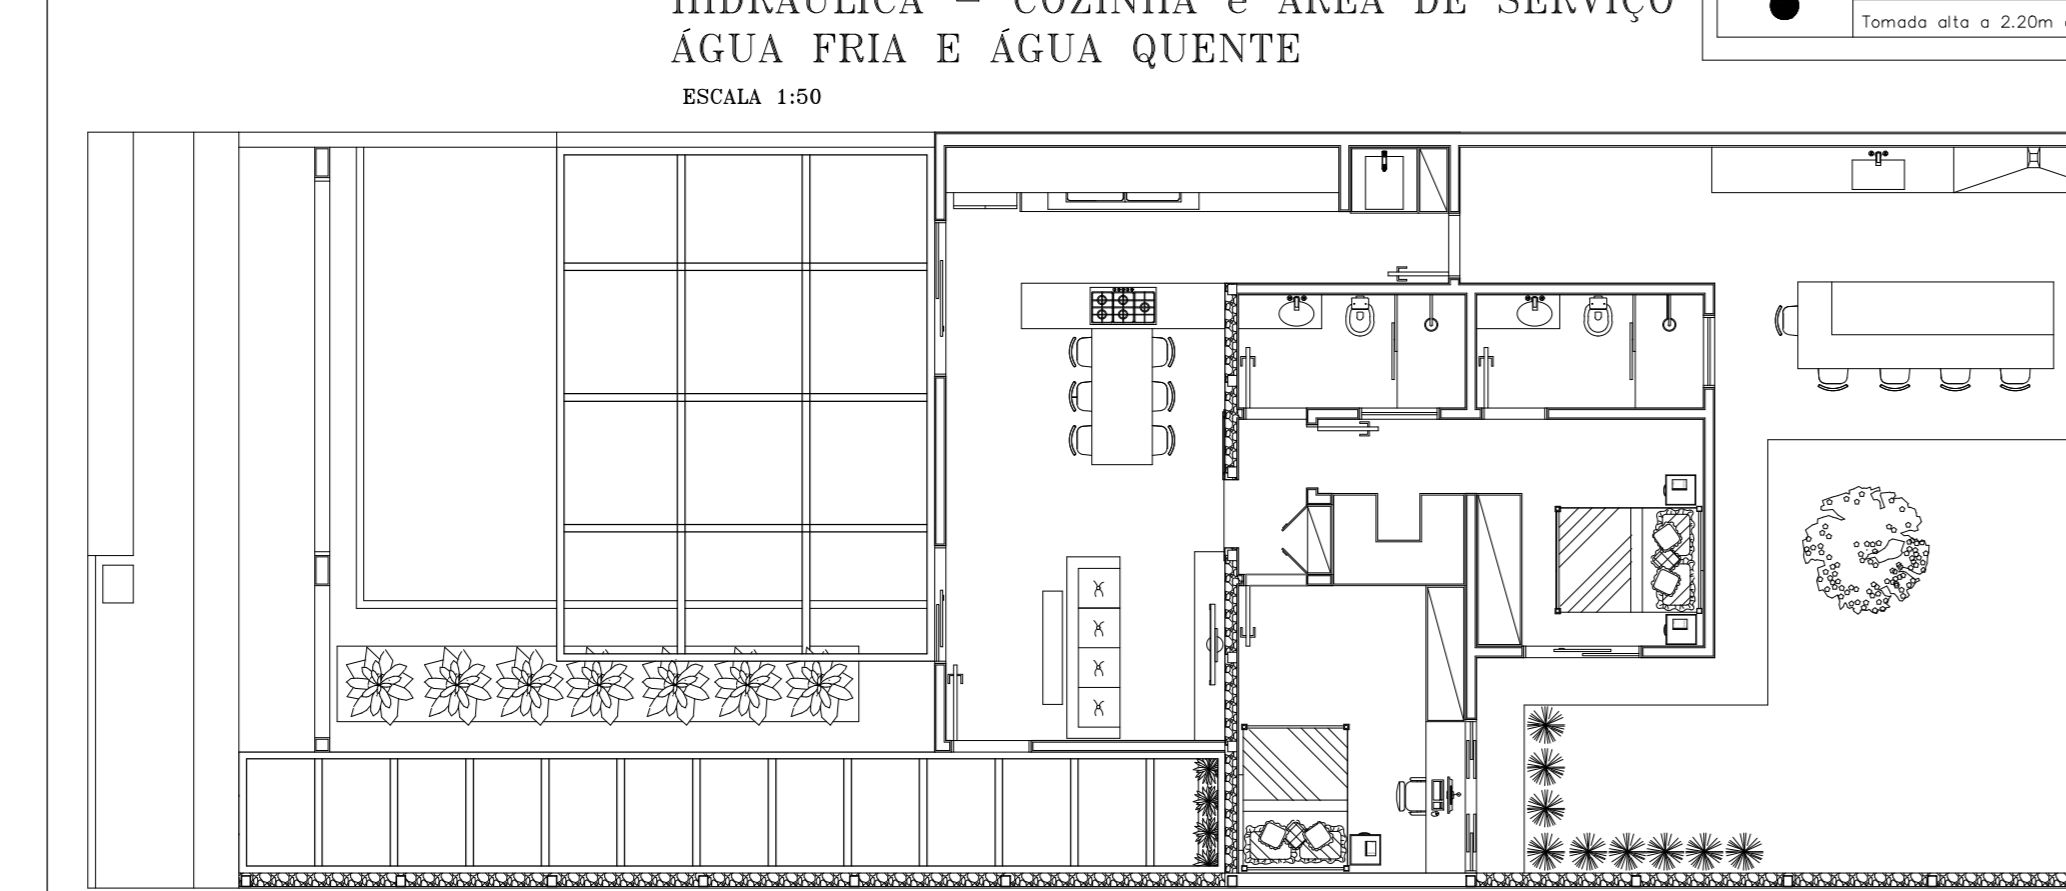 HIDRÁULICA – COZINHA e ÁREA DE SERVIÇO
ÁGUA FRIA E ÁGUA QUENTE
ESCALA 1:50
Tomada alta a 2.20m